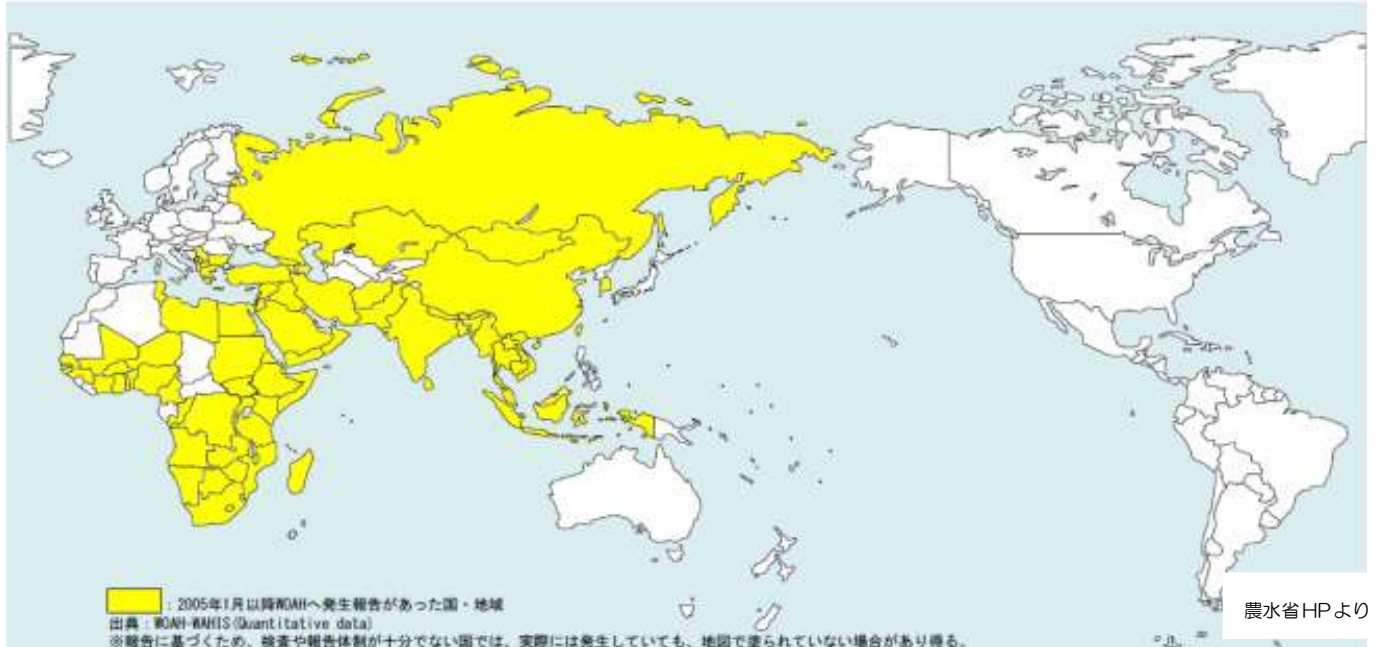 ：2005年1月以降WOAHへ発生報告があった国・地域
出典：WOAH-WAHIS(Quantitative data)
※報告に基づくため、検査や報告体制が十分でない国では、実際には発生していても、地図で塗られていない場合があり得る。
農水省HPより